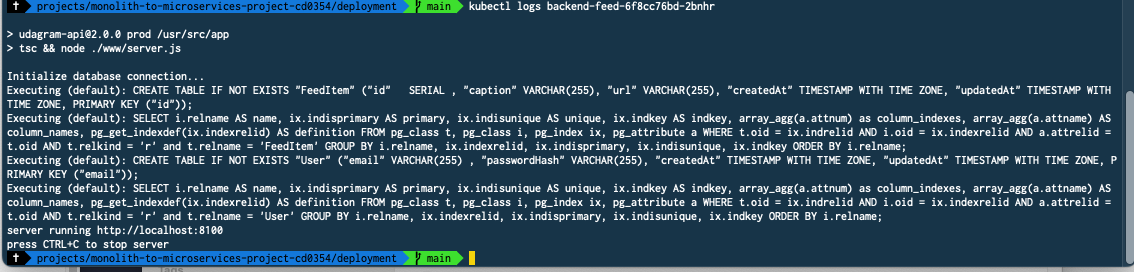 projects/monolith-to-microservices-project-cd0354/deployment main kubectl logs backend-feed-6f8cc76bd-2bnhr
> udagram-api@2.0.0 prod /usr/src/app
> tsc && node ./www/server.js
Initialize database connection...
Executing (default): CREATE TABLE IF NOT EXISTS "FeedItem" ("id"   SERIAL , "caption" VARCHAR(255), "url" VARCHAR(255), "createdAt" TIMESTAMP WITH TIME ZONE, "updatedAt" TIMESTAMP WITH
TIME ZONE, PRIMARY KEY ("id"));
Executing (default): SELECT i.relname AS name, ix.indisprimary AS primary, ix.indisunique AS unique, ix.indkey AS indkey, array_agg(a.attnum) as column_indexes, array_agg(a.attname) AS
column_names, pg_get_indexdef(ix.indexrelid) AS definition FROM pg_class t, pg_class i, pg_index ix, pg_attribute a WHERE t.oid = ix.indrelid AND i.oid = ix.indexrelid AND a.attrelid =
t.oid AND t.relkind = 'r' and t.relname = 'FeedItem' GROUP BY i.relname, ix.indexrelid, ix.indisprimary, ix.indisunique, ix.indkey ORDER BY i.relname;
Executing (default): CREATE TABLE IF NOT EXISTS "User" ("email" VARCHAR(255) , "passwordHash" VARCHAR(255), "createdAt" TIMESTAMP WITH TIME ZONE, "updatedAt" TIMESTAMP WITH TIME ZONE, P
RIMARY KEY ("email"));
Executing (default): SELECT i.relname AS name, ix.indisprimary AS primary, ix.indisunique AS unique, ix.indkey AS indkey, array_agg(a.attnum) as column_indexes, array_agg(a.attname) AS
column_names, pg_get_indexdef(ix.indexrelid) AS definition FROM pg_class t, pg_class i, pg_index ix, pg_attribute a WHERE t.oid = ix.indrelid AND i.oid = ix.indexrelid AND a.attrelid =
t.oid AND t.relkind = 'r' and t.relname = 'User' GROUP BY i.relname, ix.indexrelid, ix.indisprimary, ix.indisunique, ix.indkey ORDER BY i.relname;
server running http://localhost:8100
press CTRL+C to stop server
projects/monolith-to-microservices-project-cd0354/deployment main